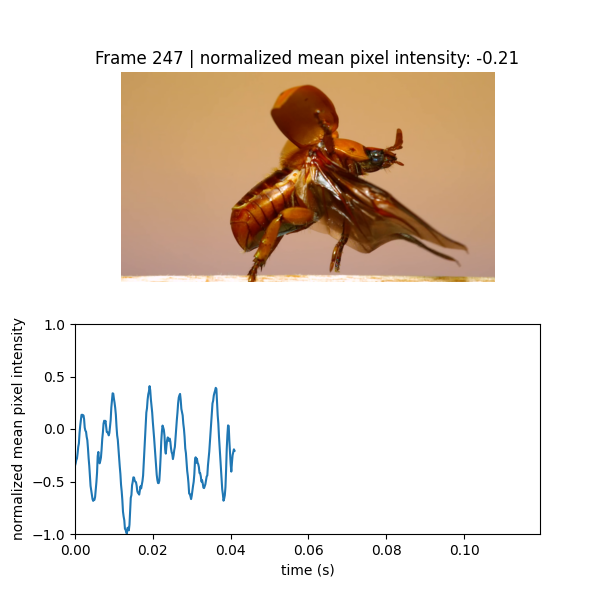 Frame 247 | normalized mean pixel intensity: -0.21
1.0
0.5
0.0
−0.5
−1.0
normalized mean pixel intensity
0.00 0.02 0.04 0.06 0.08 0.10
time (s)